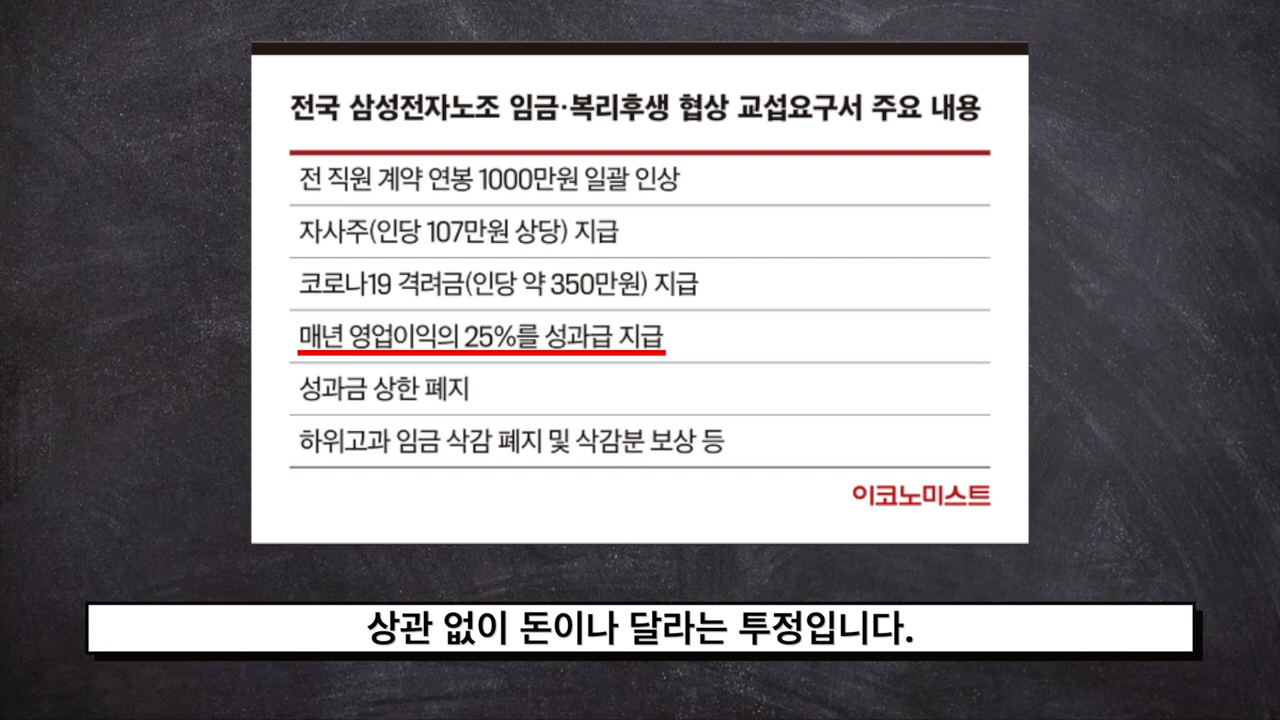 전국 삼성전자노조 임금·복리후생 협상 교섭요구서 주요 내용
전 직원 계약 연봉 1000만원 일괄 인상
자사주(인당 107만원 상당) 지급
코로나19 격려금(인당 약 350만원) 지급
매년 영업이익의 25%를 성과급 지급
성과금 상한 폐지
하위고과 임금 삭감 폐지 및 삭감분 보상 등
이코노미스트
상관 없이 돈이나 달라는 투정입니다.